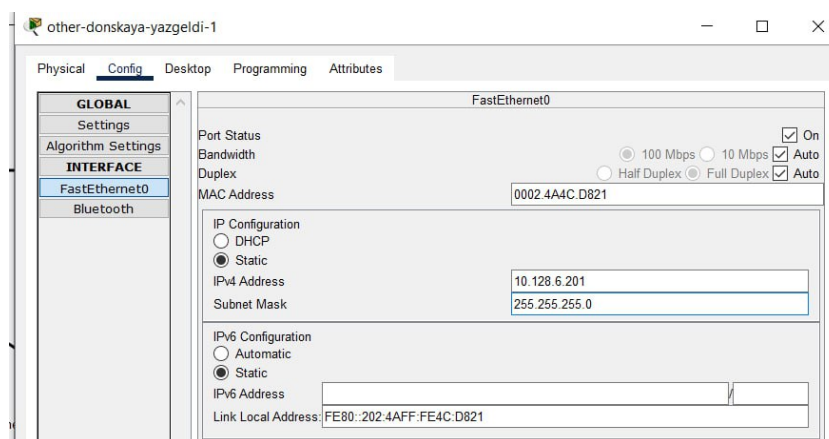 other-donskaya-yazgeldi-1
Physical Config Desktop Programming Attributes
GLOBAL
Settings
Algorithm Settings
INTERFACE
FastEthernet0
Bluetooth
FastEthernet0
Port Status On
Bandwidth 100 Mbps 10 Mbps Auto
Duplex Half Duplex Full Duplex Auto
MAC Address 0002.4A4C.D821
IP Configuration
DHCP
Static
IPv4 Address 10.128.6.201
Subnet Mask 255.255.255.0
IPv6 Configuration
Automatic
Static
IPv6 Address /
Link Local Address: FE80::202:4AFF:FE4C:D821